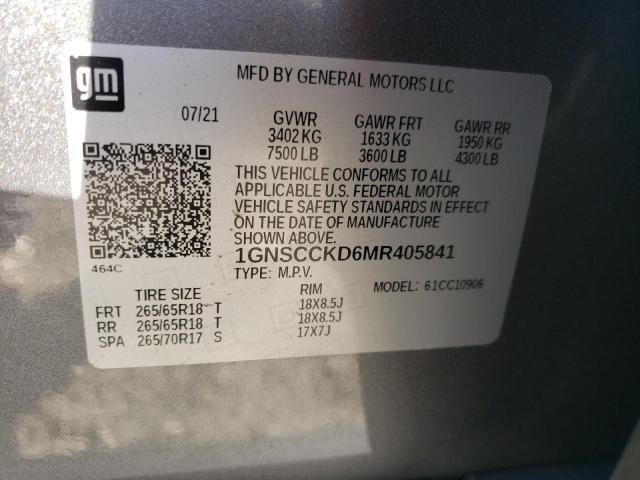 gm
MFD BY GENERAL MOTORS LLC
07/21 GVWR GAWR FRT GAWR RR
3402 KG 1633 KG 1950 KG
7500 LB 3600 LB 4300 LB
THIS VEHICLE CONFORMS TO ALL
APPLICABLE U.S. FEDERAL MOTOR
VEHICLE SAFETY STANDARDS IN EFFECT
ON THE DATE OF MANUFACTURE
SHOWN ABOVE.
1GNSCCKD6MR405841
464C
TYPE: M.P.V. MODEL: 61CC10906
TIRE SIZE RIM
FRT 265/65R18 T 18X8.5J
RR 265/65R18 T 18X8.5J
SPA 265/70R17 S 17X7J